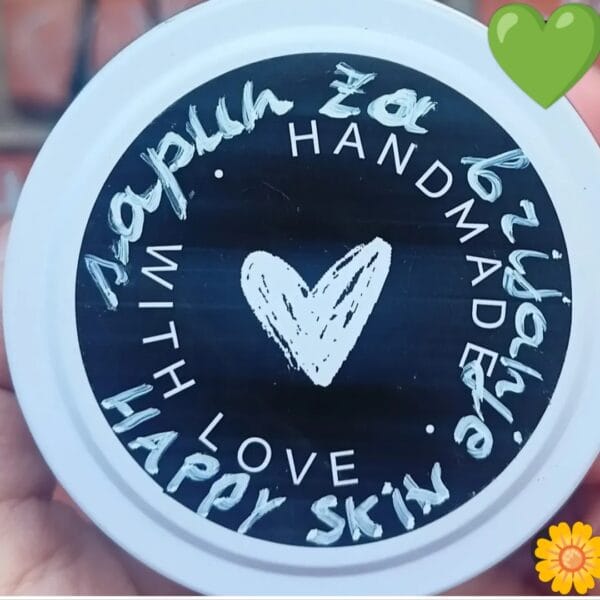 sapun za brijanje.
HANDMADE
WITH LOVE
HAPPY SKIN